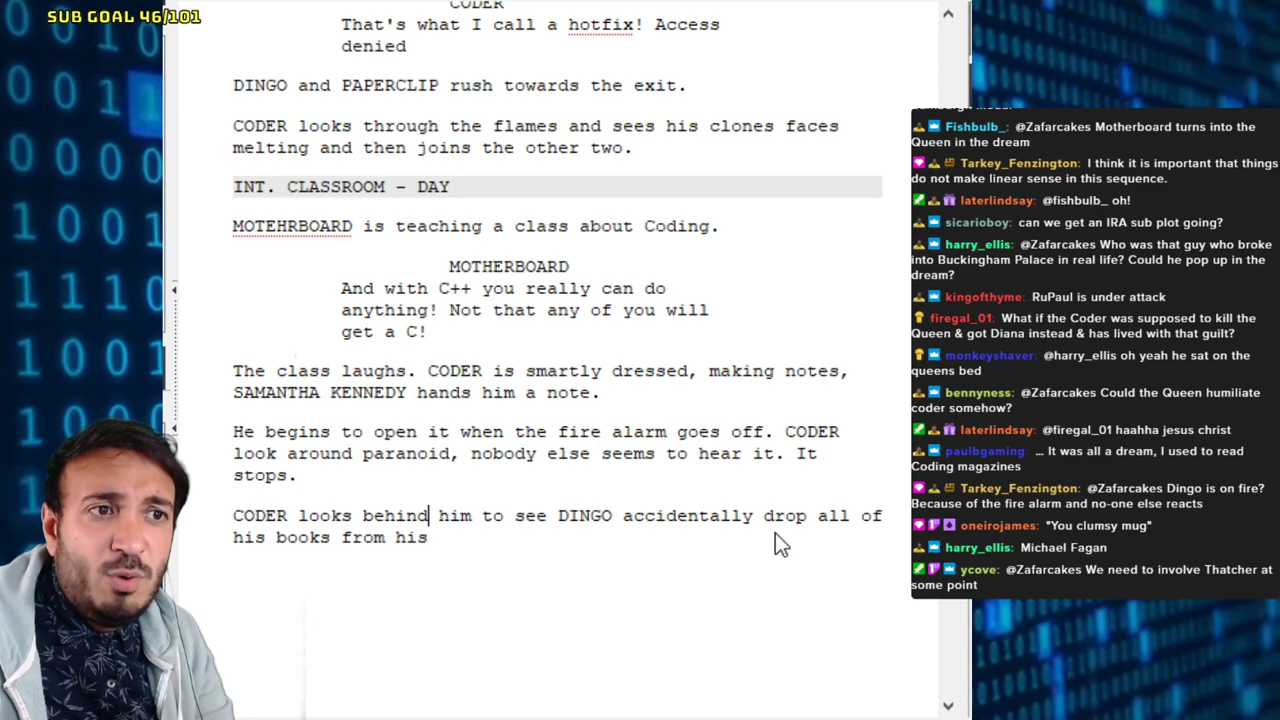 SUB GOAL 46/101
CODER
That's what I call a hotfix! Access
denied
DINGO and PAPERCLIP rush towards the exit.
CODER looks through the flames and sees his clones faces
melting and then joins the other two.
INT. CLASSROOM - DAY
MOTEHRBOARD is teaching a class about Coding.
MOTHERBOARD
And with C++ you really can do
anything! Not that any of you will
get a C!
The class laughs. CODER is smartly dressed, making notes,
SAMANTHA KENNEDY hands him a note.
He begins to open it when the fire alarm goes off. CODER
look around paranoid, nobody else seems to hear it. It
stops.
CODER looks behind him to see DINGO accidentally drop all of
his books from his
Fishbulb_: @Zafarcakes Motherboard turns into the
Queen in the dream
Tarkey_Fenzington: I think it is important that things
do not make linear sense in this sequence.
laterlindsay: @fishbulb_ oh!
sicarioboy: can we get an IRA sub plot going?
harry_ellis: @Zafarcakes Who was that guy who broke
into Buckingham Palace in real life? Could he pop up in the
dream?
kingofthyme: RuPaul is under attack
firegal_01: What if the Coder was supposed to kill the
Queen & got Diana instead & has lived with that guilt?
monkeyshaver: @harry_ellis oh yeah he sat on the
queens bed
bennyness: @Zafarcakes Could the Queen humiliate
coder somehow?
laterlindsay: @firegal_01 haahha jesus christ
paulbgaming: ... It was all a dream, I used to read
Coding magazines
Tarkey_Fenzington: @Zafarcakes Dingo is on fire?
Because of the fire alarm and no-one else reacts
oneirojames: "You clumsy mug"
harry_ellis: Michael Fagan
ycove: @Zafarcakes We need to involve Thatcher at
some point